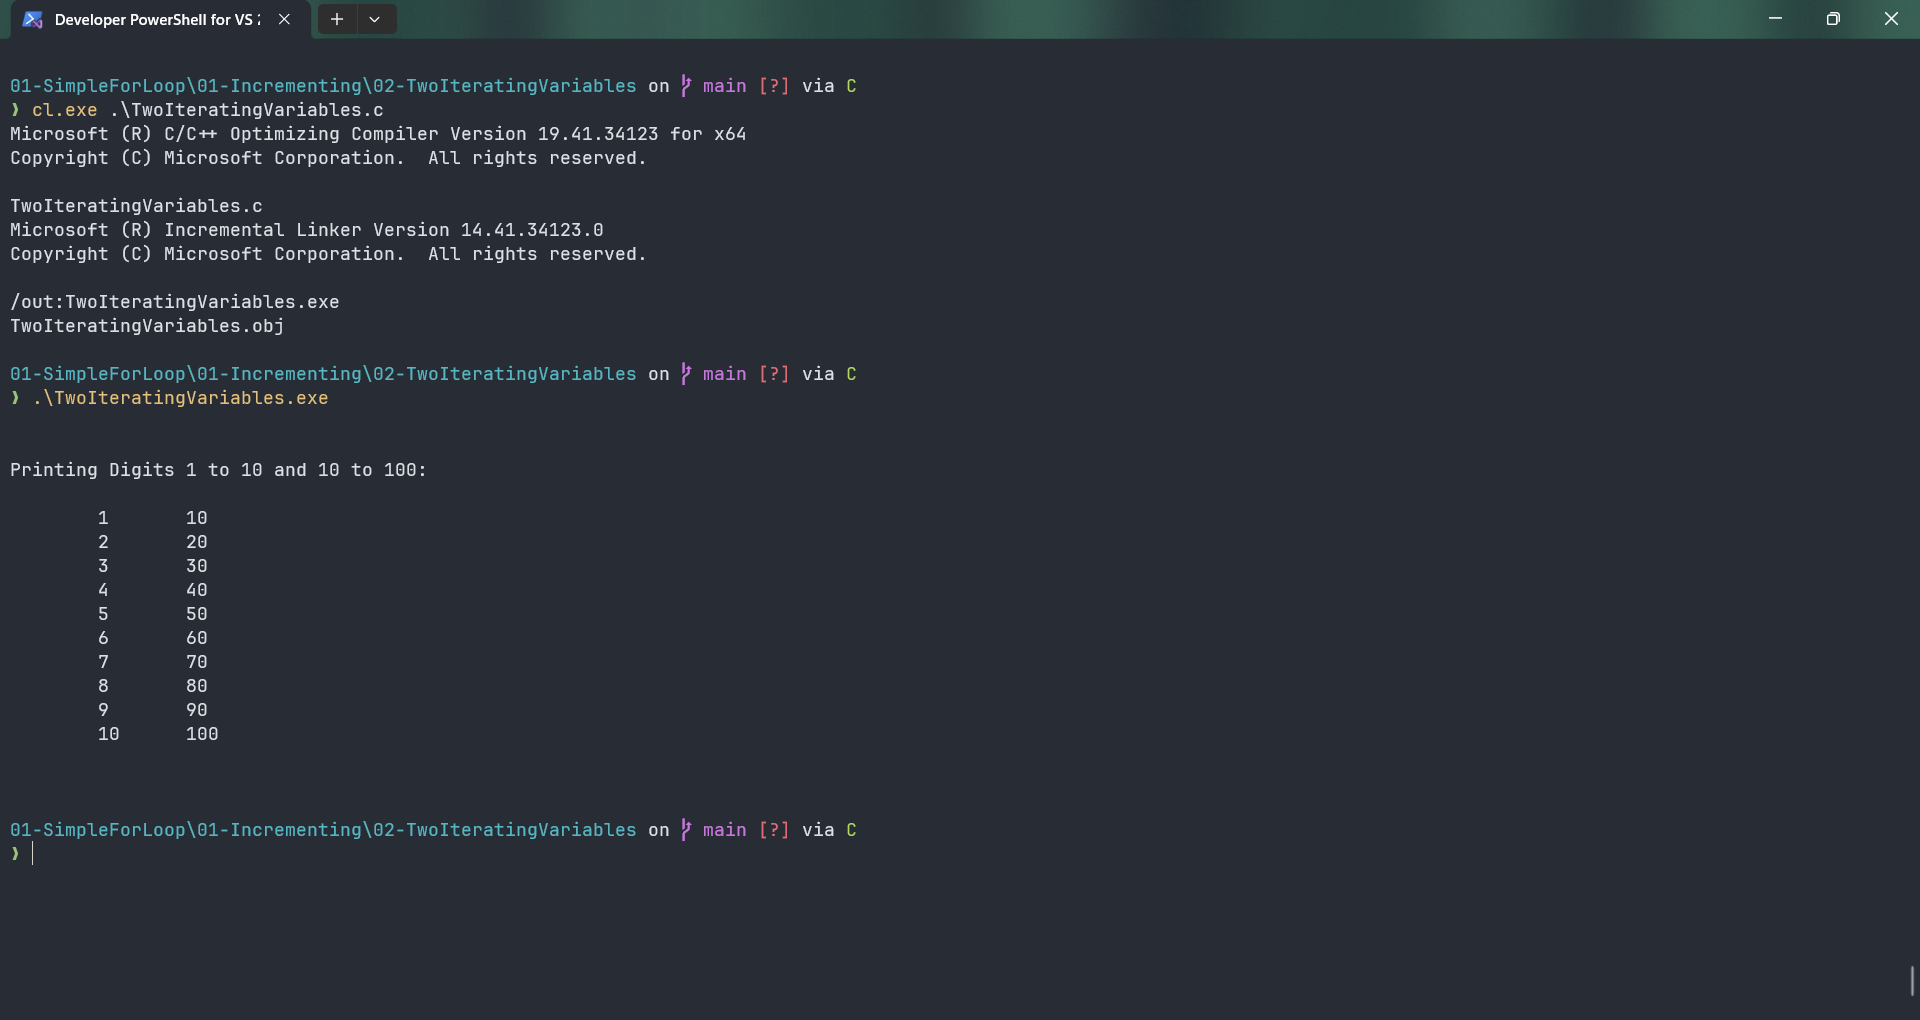 Developer PowerShell for VS 2
01-SimpleForLoop\01-Incrementing\02-TwoIteratingVariables on main [?] via C
❯ cl.exe .\TwoIteratingVariables.c
Microsoft (R) C/C++ Optimizing Compiler Version 19.41.34123 for x64
Copyright (C) Microsoft Corporation.  All rights reserved.
TwoIteratingVariables.c
Microsoft (R) Incremental Linker Version 14.41.34123.0
Copyright (C) Microsoft Corporation.  All rights reserved.
/out:TwoIteratingVariables.exe
TwoIteratingVariables.obj
01-SimpleForLoop\01-Incrementing\02-TwoIteratingVariables on main [?] via C
❯ .\TwoIteratingVariables.exe
Printing Digits 1 to 10 and 10 to 100:
1 10
2 20
3 30
4 40
5 50
6 60
7 70
8 80
9 90
10 100
01-SimpleForLoop\01-Incrementing\02-TwoIteratingVariables on main [?] via C
❯